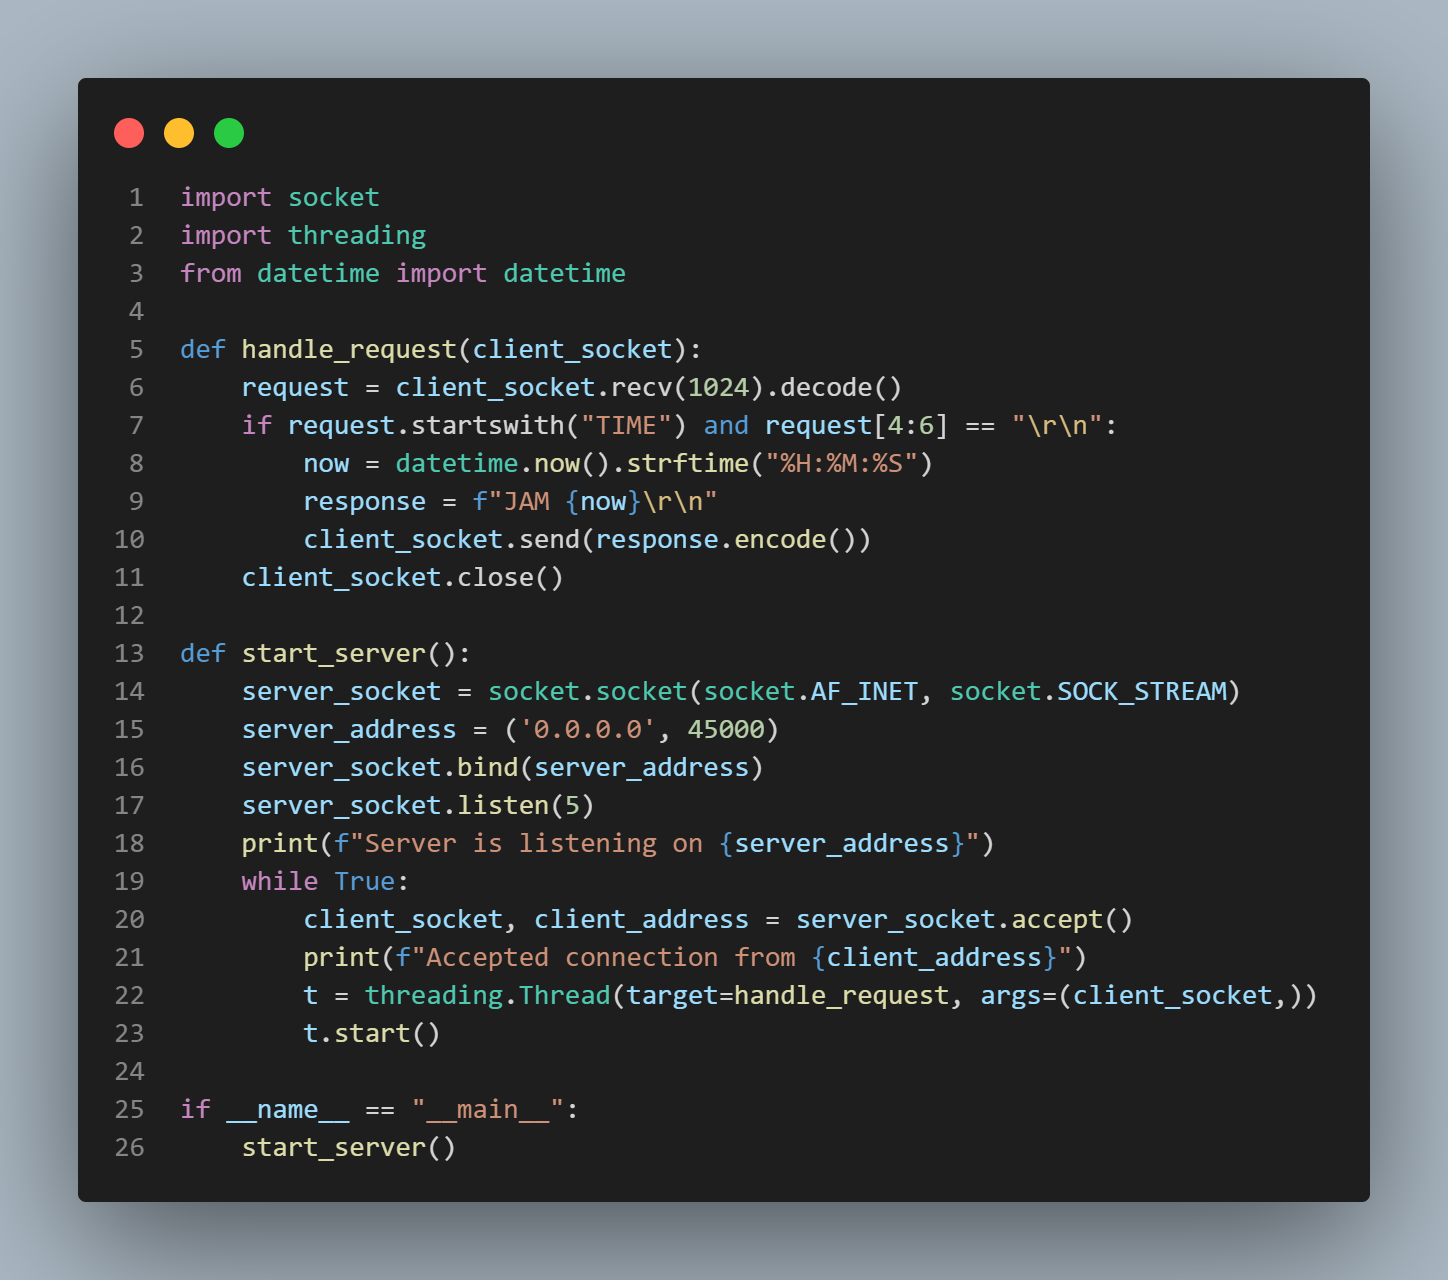 1 import socket
2 import threading
3 from datetime import datetime
4
5 def handle_request(client_socket):
6     request = client_socket.recv(1024).decode()
7     if request.startswith("TIME") and request[4:6] == "\r\n":
8         now = datetime.now().strftime("%H:%M:%S")
9         response = f"JAM {now}\r\n"
10         client_socket.send(response.encode())
11     client_socket.close()
12
13 def start_server():
14     server_socket = socket.socket(socket.AF_INET, socket.SOCK_STREAM)
15     server_address = ('0.0.0.0', 45000)
16     server_socket.bind(server_address)
17     server_socket.listen(5)
18     print(f"Server is listening on {server_address}")
19     while True:
20         client_socket, client_address = server_socket.accept()
21         print(f"Accepted connection from {client_address}")
22         t = threading.Thread(target=handle_request, args=(client_socket,))
23         t.start()
24
25 if __name__ == "__main__":
26     start_server()